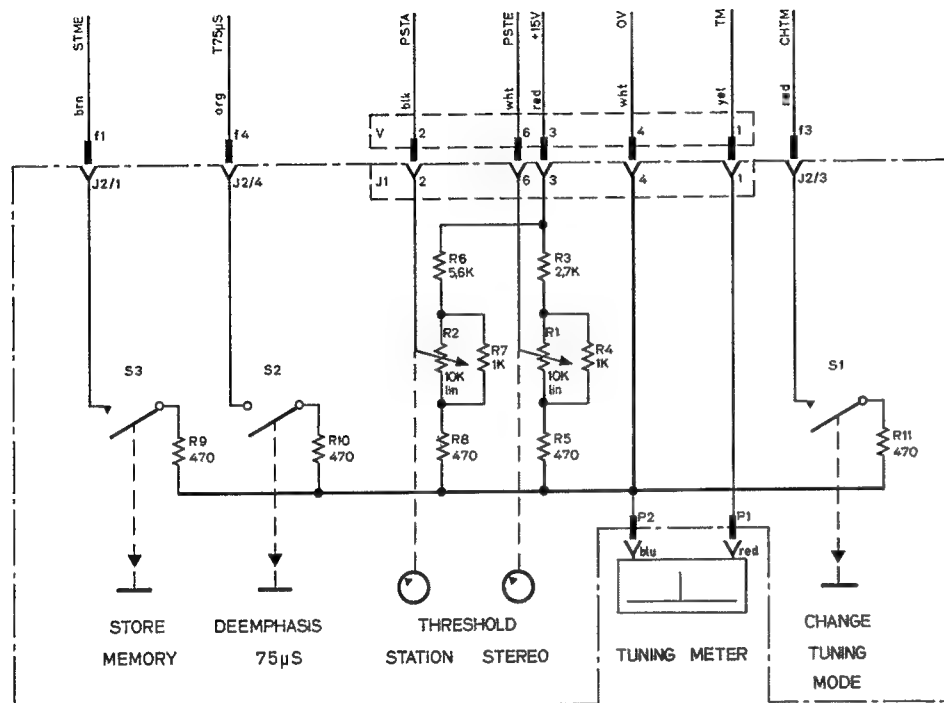 STME
T75µS
PSTA
PSTE
+15V
0V
TM
CHTM
brn
org
blk
wht
red
wht
yel
red
f1
f4
V 2 6 3 4 1
f3
J2/1
J2/4
J1 2 6 3 4 1
J2/3
R6
5,6K
R3
2,7K
R2
10K
lin
R7
1K
R1
10K
lin
R4
1K
S3
S2
S1
R9
470
R10
470
R8
470
R5
470
R11
470
P2
P1
blu
red
STORE
MEMORY
DEEMPHASIS
75µS
THRESHOLD
STATION STEREO
TUNING METER
CHANGE
TUNING
MODE